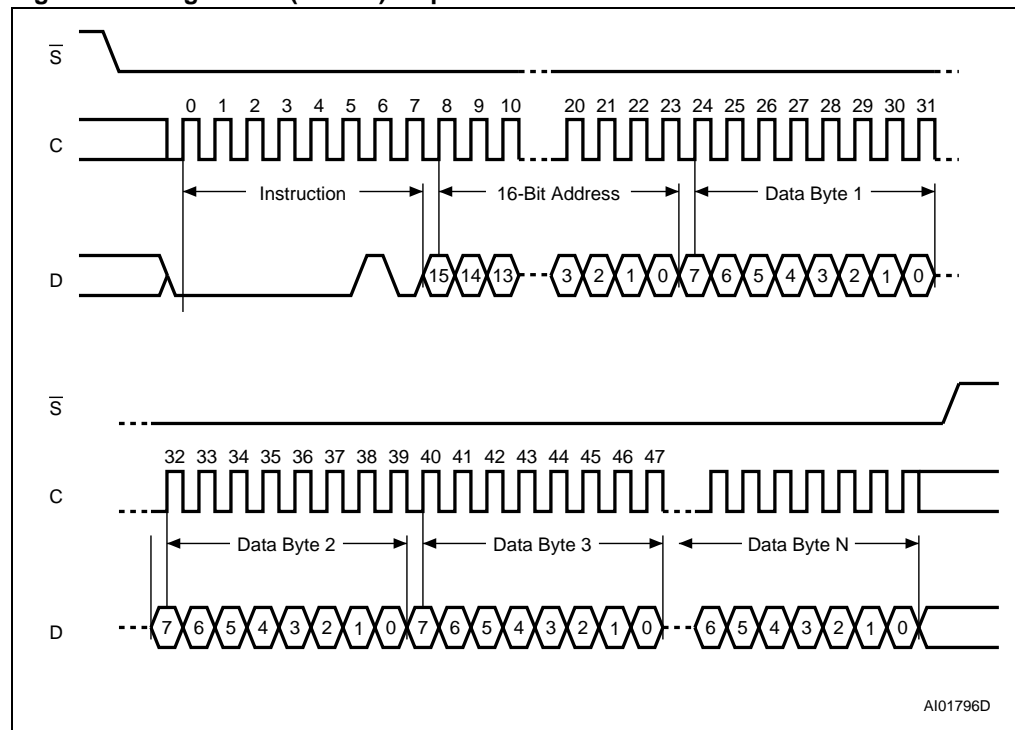 S
0 1 2 3 4 5 6 7 8 9 10 20 21 22 23 24 25 26 27 28 29 30 31
C
Instruction 16-Bit Address Data Byte 1
D 15 14 13 3 2 1 0 7 6 5 4 3 2 1 0
S
32 33 34 35 36 37 38 39 40 41 42 43 44 45 46 47
C
Data Byte 2 Data Byte 3 Data Byte N
D 7 6 5 4 3 2 1 0 7 6 5 4 3 2 1 0 6 5 4 3 2 1 0
AI01796D